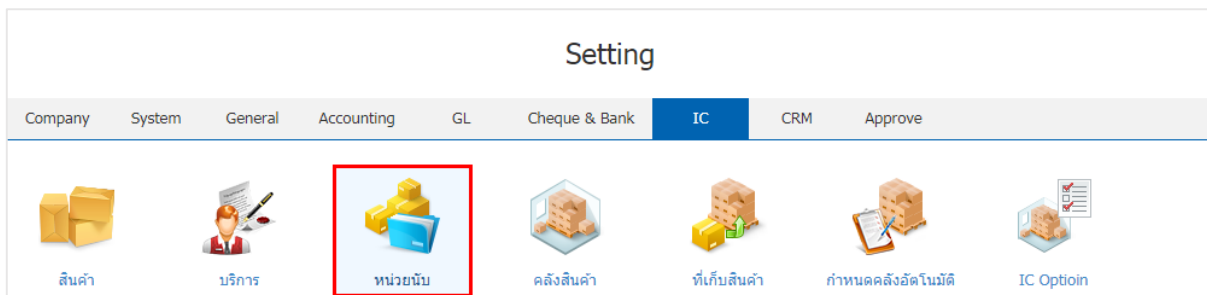 Setting
Company System General Accounting GL Cheque & Bank IC CRM Approve
สินค้า บริการ หน่วยนับ คลังสินค้า ที่เก็บสินค้า กำหนดคลังอัตโนมัติ IC Optioin